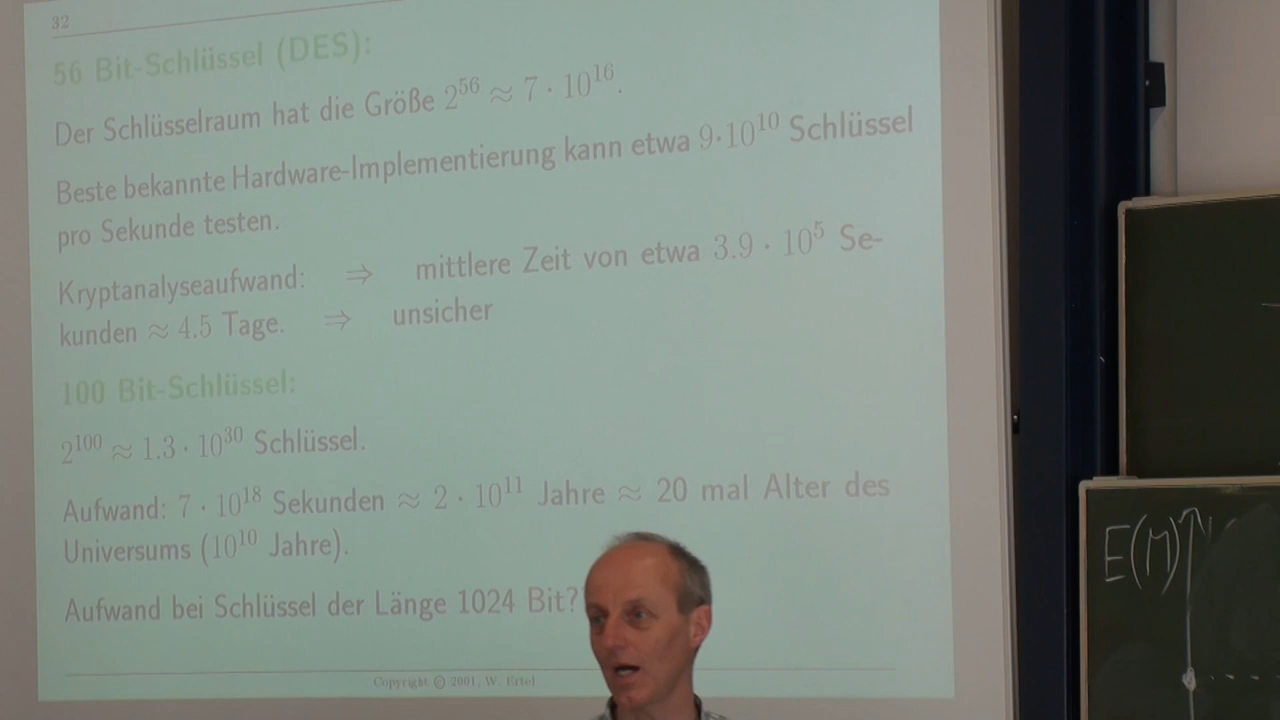 32
56 Bit-Schlüssel (DES):
Der Schlüsselraum hat die Größe 2^56 ≈ 7 · 10^16.
Beste bekannte Hardware-Implementierung kann etwa 9·10^10 Schlüssel
pro Sekunde testen.
Kryptanalyseaufwand: ⇒ mittlere Zeit von etwa 3.9 · 10^5 Se-
kunden ≈ 4.5 Tage. ⇒ unsicher
100 Bit-Schlüssel:
2^100 ≈ 1.3 · 10^30 Schlüssel.
Aufwand: 7 · 10^18 Sekunden ≈ 2 · 10^11 Jahre ≈ 20 mal Alter des
Universums (10^10 Jahre).
Aufwand bei Schlüssel der Länge 1024 Bit?
Copyright © 2001, W. Ertel
E(M)